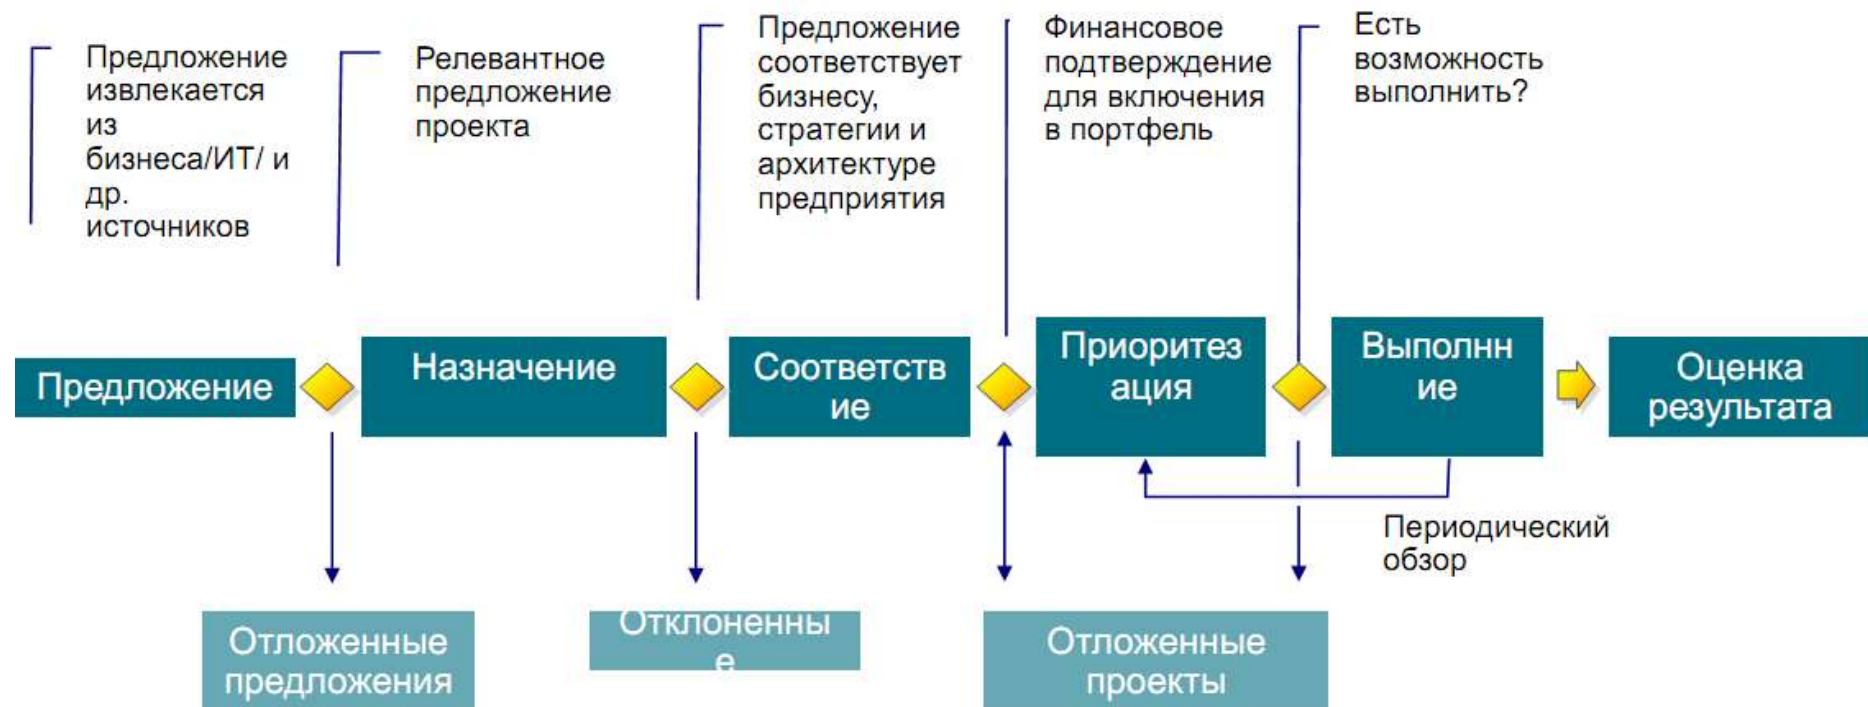 Предложение
извлекается
из
бизнеса/ИТ/ и
др.
источников
Релевантное
предложение
проекта
Предложение
соответствует
бизнесу,
стратегии и
архитектуре
предприятия
Финансовое
подтверждение
для включения
в портфель
Есть
возможность
выполнить?
Предложение
Назначение
Соответств
ие
Приоритез
ация
Выполнн
ие
Оценка
результата
Периодический
обзор
Отложенные
предложения
Отклоненны
е
Отложенные
проекты